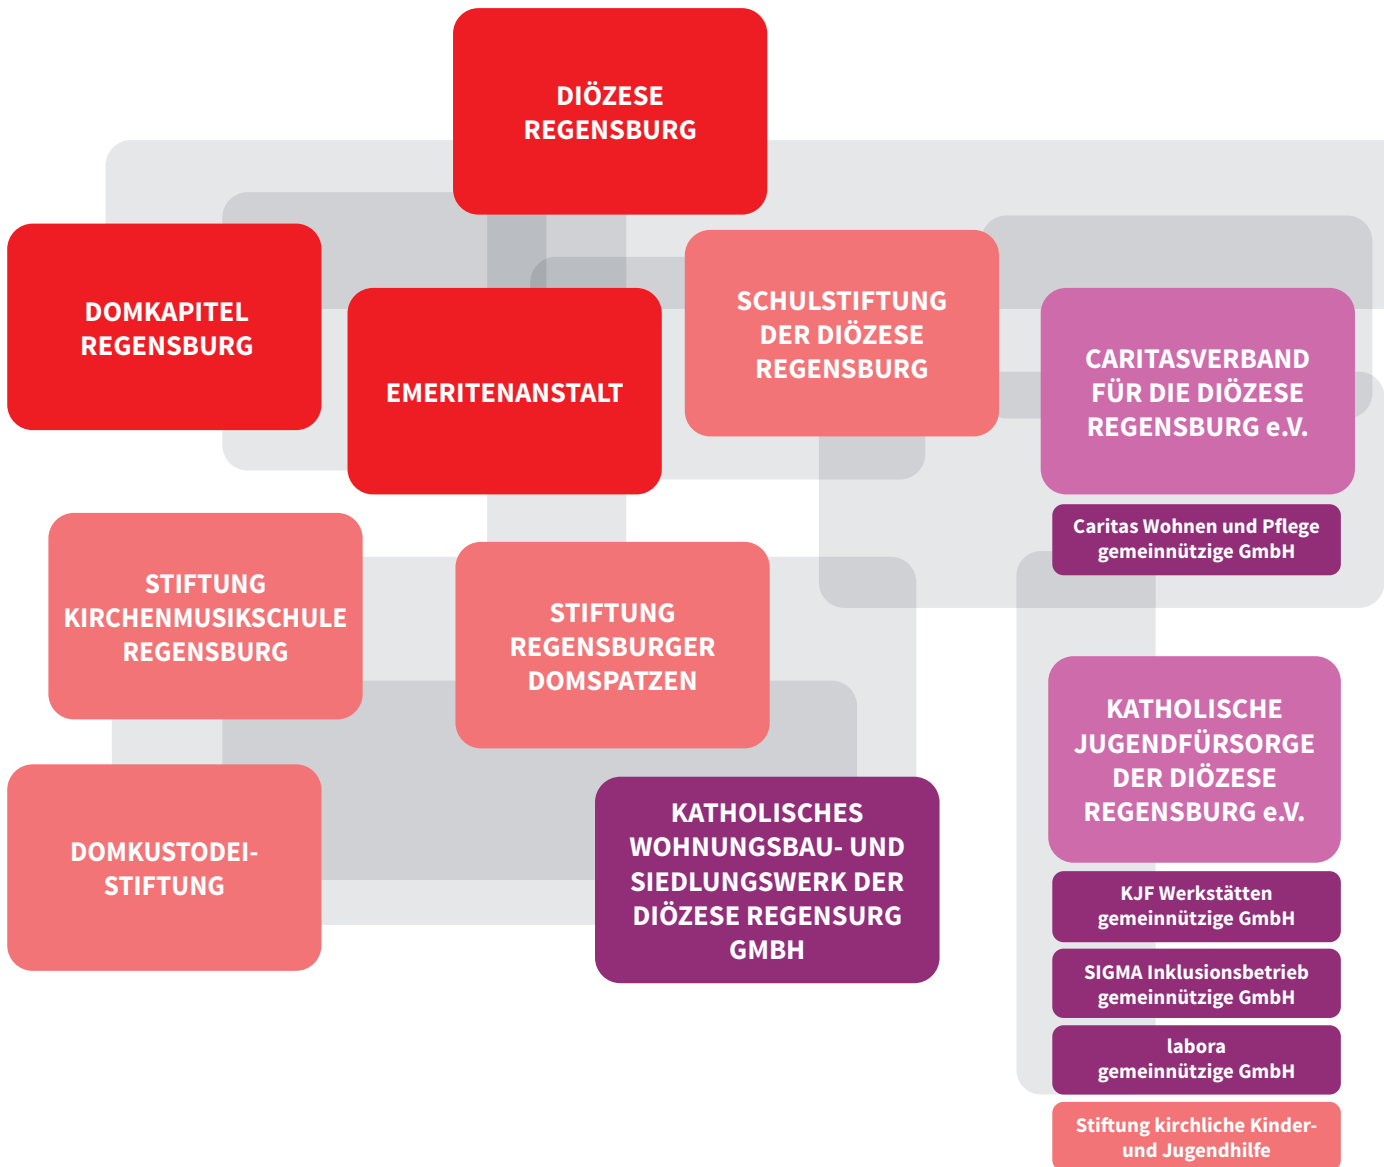 DIÖZESE
REGENSBURG
DOMKAPITEL
REGENSBURG
EMERITENANSTALT
SCHULSTIFTUNG
DER DIÖZESE
REGENSBURG
CARITASVERBAND
FÜR DIE DIÖZESE
REGENSBURG e.V.
Caritas Wohnen und Pflege
gemeinnützige GmbH
STIFTUNG
KIRCHENMUSIKSCHULE
REGENSBURG
STIFTUNG
REGENSBURGER
DOMSPATZEN
KATHOLISCHE
JUGENDFÜRSORGE
DER DIÖZESE
REGENSBURG e.V.
DOMKUSTODEI-
STIFTUNG
KATHOLISCHES
WOHNUNGSBAU- UND
SIEDLUNGSWERK DER
DIÖZESE REGENSURG
GMBH
KJF Werkstätten
gemeinnützige GmbH
SIGMA Inklusionsbetrieb
gemeinnützige GmbH
labora
gemeinnützige GmbH
Stiftung kirchliche Kinder-
und Jugendhilfe